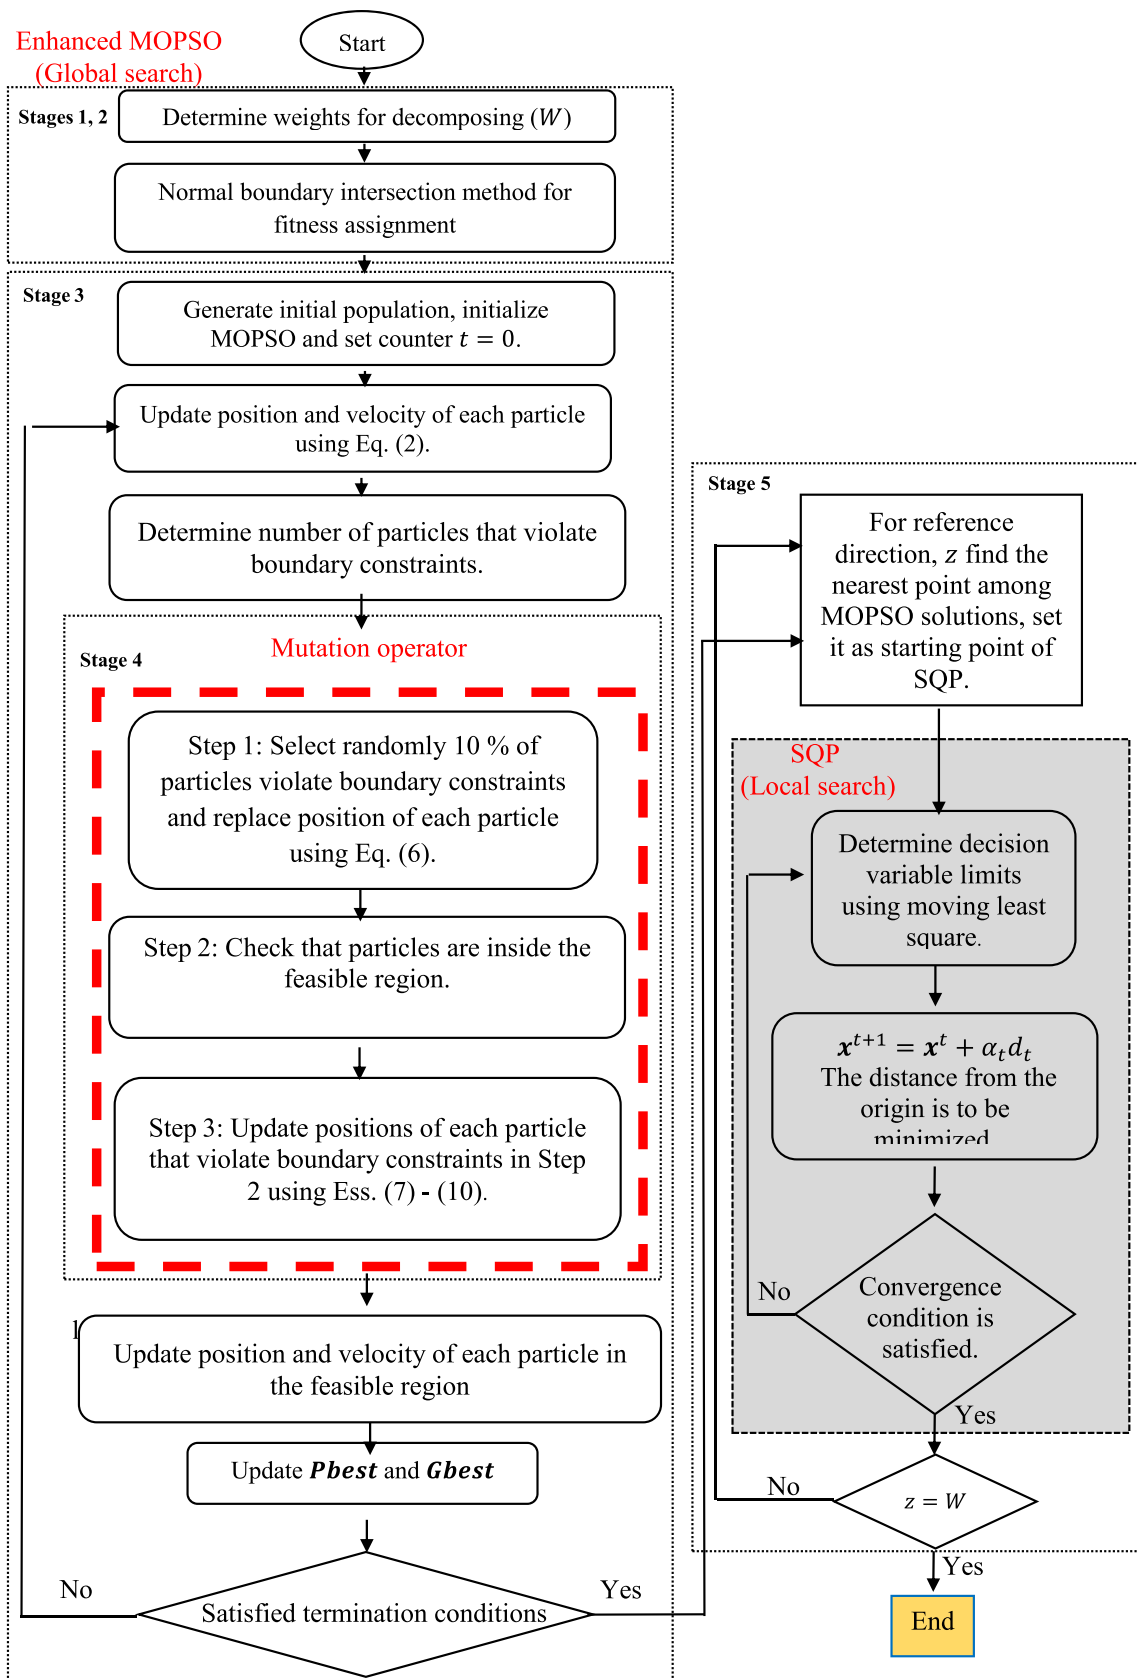 Start
Enhanced MOPSO
(Global search)
Stages 1, 2
Determine weights for decomposing (W)
Normal boundary intersection method for
fitness assignment
Stage 3
Generate initial population, initialize
MOPSO and set counter t = 0.
Update position and velocity of each particle
using Eq. (2).
Determine number of particles that violate
boundary constraints.
Mutation operator
Stage 4
Step 1: Select randomly 10 % of
particles violate boundary constraints
and replace position of each particle
using Eq. (6).
Step 2: Check that particles are inside the
feasible region.
Step 3: Update positions of each particle
that violate boundary constraints in Step
2 using Ess. (7) - (10).
Update position and velocity of each particle in
the feasible region
Update Pbest and Gbest
Satisfied termination conditions
No
Yes
Stage 5
For reference
direction, z find the
nearest point among
MOPSO solutions, set
it as starting point of
SQP.
SQP
(Local search)
Determine decision
variable limits
using moving least
square.
x^{t+1} = x^t + α_t d_t
The distance from the
origin is to be
minimized
Convergence
condition is
satisfied.
No
Yes
z = W
No
Yes
End